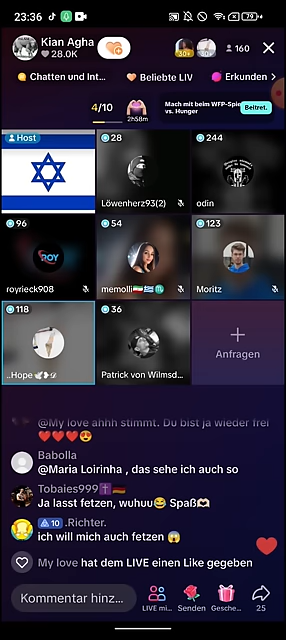 23:36
79
Kian Agha
28.0K
30+
160
Chatten und Int...
Beliebte LIV
Erkunden
4/10
2h58m
Mach mit beim WFP-Spie
vs. Hunger
Beitret.
Host
28
Löwenherz93(2)
244
odin
96
ROY
royrieck908
54
memolli🇮🇷🇬🇷♏
123
Moritz
118
..Hope
36
Patrick von Wilmsd...
Anfragen
@My love ahhh stimmt. Du bist ja wieder frei
❤️❤️❤️😍
Babolla
@Maria Loirinha , das sehe ich auch so
Tobaies999✝️🇩🇪
Ja lasst fetzen, wuhuu😂 Spaß🫶
10 .Richter.
ich will mich auch fetzen 😱
My love hat dem LIVE einen Like gegeben
Kommentar hinz...
LIVE mi...
Senden
Gesche...
25